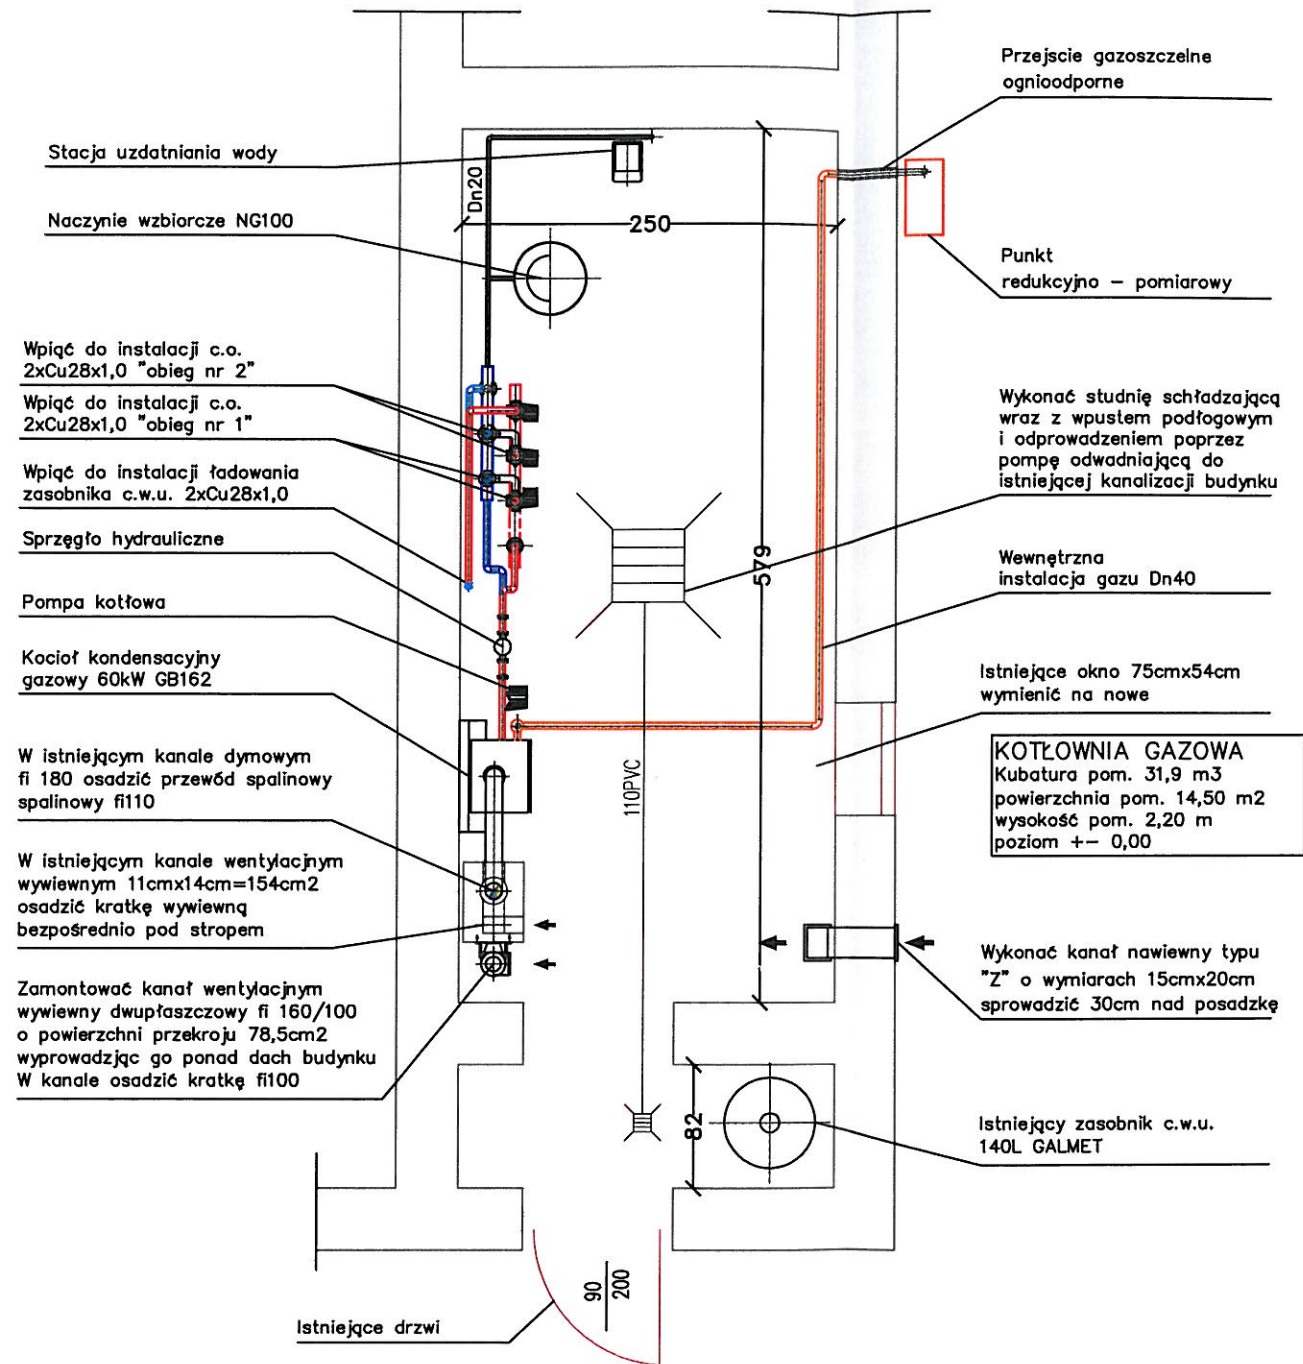 Stacja uzdatniania wody
Naczynie wzbiorcze NG100
Wpiąć do instalacji c.o.
2xCu28x1,0 "obieg nr 2"
Wpiąć do instalacji c.o.
2xCu28x1,0 "obieg nr 1"
Wpiąć do instalacji ładowania
zasobnika c.w.u. 2xCu28x1,0
Sprzęgło hydrauliczne
Pompa kotłowa
Kocioł kondensacyjny
gazowy 60kW GB162
W istniejącym kanale dymowym
fi 180 osadzić przewód spalinowy
spalinowy fi110
W istniejącym kanale wentylacjnym
wywiewnym 11cmx14cm=154cm2
osadzić kratkę wywiewną
bezpośrednio pod stropem
Zamontować kanał wentylacjnym
wywiewny dwupłaszczowy fi 160/100
o powierzchni przekroju 78,5cm2
wyprowadzjąc go ponad dach budynku
W kanale osadzić kratkę fi100
Istniejące drzwi
Dn20
250
579
110PVC
82
90
200
Przejscie gazoszczelne
ognioodporne
Punkt
redukcyjno – pomiarowy
Wykonać studnię schładzającą
wraz z wpustem podłogowym
i odprowadzeniem poprzez
pompę odwadniającą do
istniejącej kanalizacji budynku
Wewnętrzna
instalacja gazu Dn40
Istniejące okno 75cmx54cm
wymienić na nowe
KOTŁOWNIA GAZOWA
Kubatura pom. 31,9 m3
powierzchnia pom. 14,50 m2
wysokość pom. 2,20 m
poziom +− 0,00
Wykonać kanał nawiewny typu
"Z" o wymiarach 15cmx20cm
sprowadzić 30cm nad posadzkę
Istniejący zasobnik c.w.u.
140L GALMET